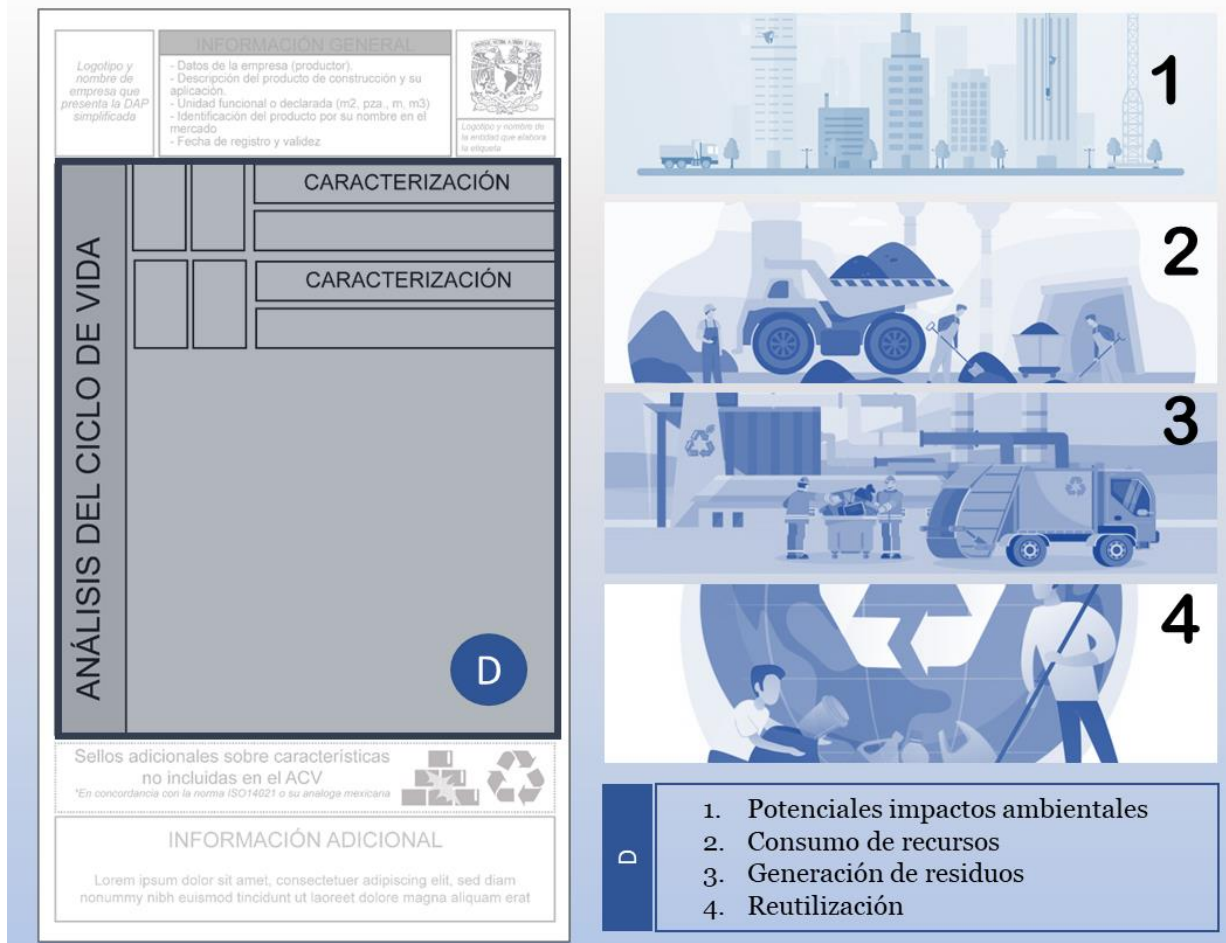 Logotipo y
nombre de
empresa que
presenta la DAP
simplificada
INFORMACIÓN GENERAL
- Datos de la empresa (productor).
- Descripción del producto de construcción y su
aplicación.
- Unidad funcional o declarada (m2, pza., m, m3)
- Identificación del producto por su nombre en el
mercado
- Fecha de registro y validez
Logotipo y nombre de
la entidad que elabora
la etiqueta
ANÁLISIS DEL CICLO DE VIDA
CARACTERIZACIÓN
CARACTERIZACIÓN
D
Sellos adicionales sobre características
no incluidas en el ACV
*En concordancia con la norma ISO14021 o su analoga mexicana
INFORMACIÓN ADICIONAL
Lorem ipsum dolor sit amet, consectetuer adipiscing elit, sed diam
nonummy nibh euismod tincidunt ut laoreet dolore magna aliquam erat
1
2
3
4
D
1. Potenciales impactos ambientales
2. Consumo de recursos
3. Generación de residuos
4. Reutilización